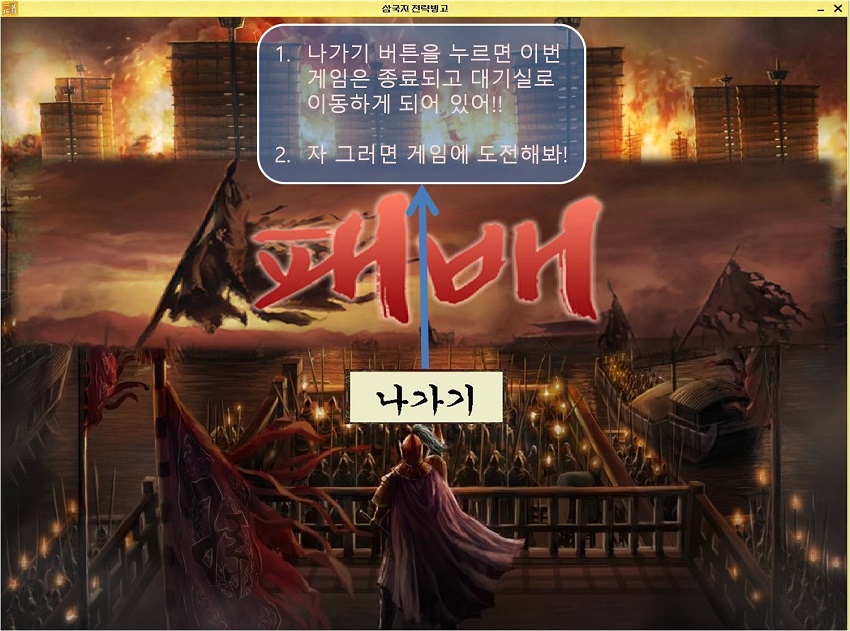 삼국지 전략빙고
1. 나가기 버튼을 누르면 이번
게임은 종료되고 대기실로
이동하게 되어 있어!!
2. 자 그러면 게임에 도전해봐!
패배
나가기